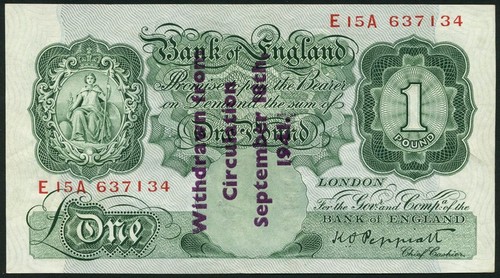 E15A 637134
Bank of England
Promise to pay the Bearer
on Demand the sum of
One Pound
1
POUND
E15A 637134
LONDON
For the Gov.r and Comp.a of the
BANK OF ENGLAND
£ One
K O Peppiatt
Chief Cashier
Withdrawn from
Circulation
September 18th
1941.